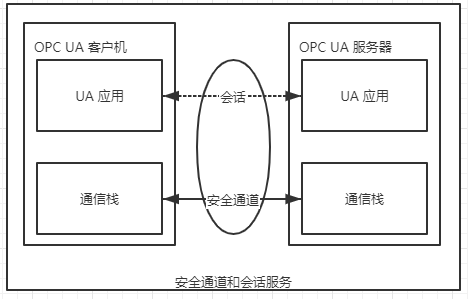 OPC UA 客户机
OPC UA 服务器
UA 应用
会话
UA 应用
通信栈
安全通道
通信栈
安全通道和会话服务